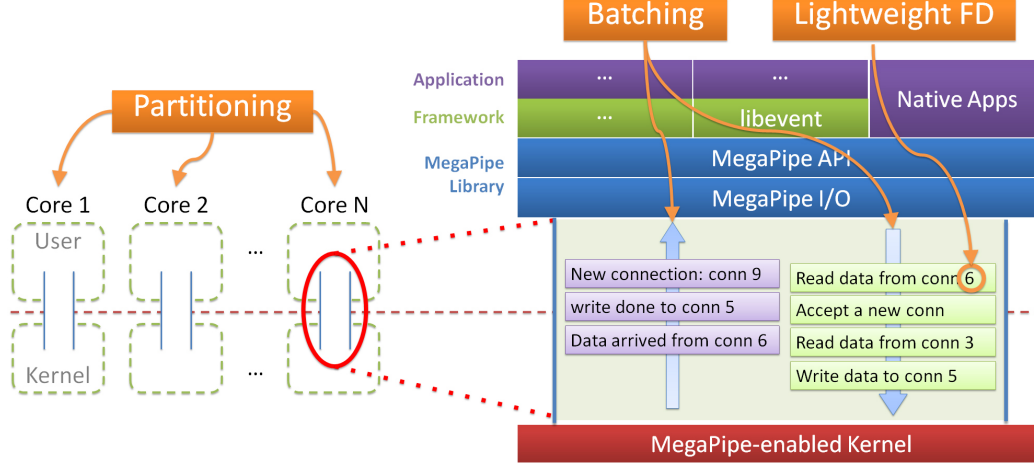 Batching
Lightweight FD
Partitioning
Application
...
...
Native Apps
Framework
...
libevent
MegaPipe
Library
MegaPipe API
MegaPipe I/O
Core 1
Core 2
Core N
User
...
Kernel
...
New connection: conn 9
write done to conn 5
Data arrived from conn 6
Read data from conn 6
Accept a new conn
Read data from conn 3
Write data to conn 5
MegaPipe-enabled Kernel